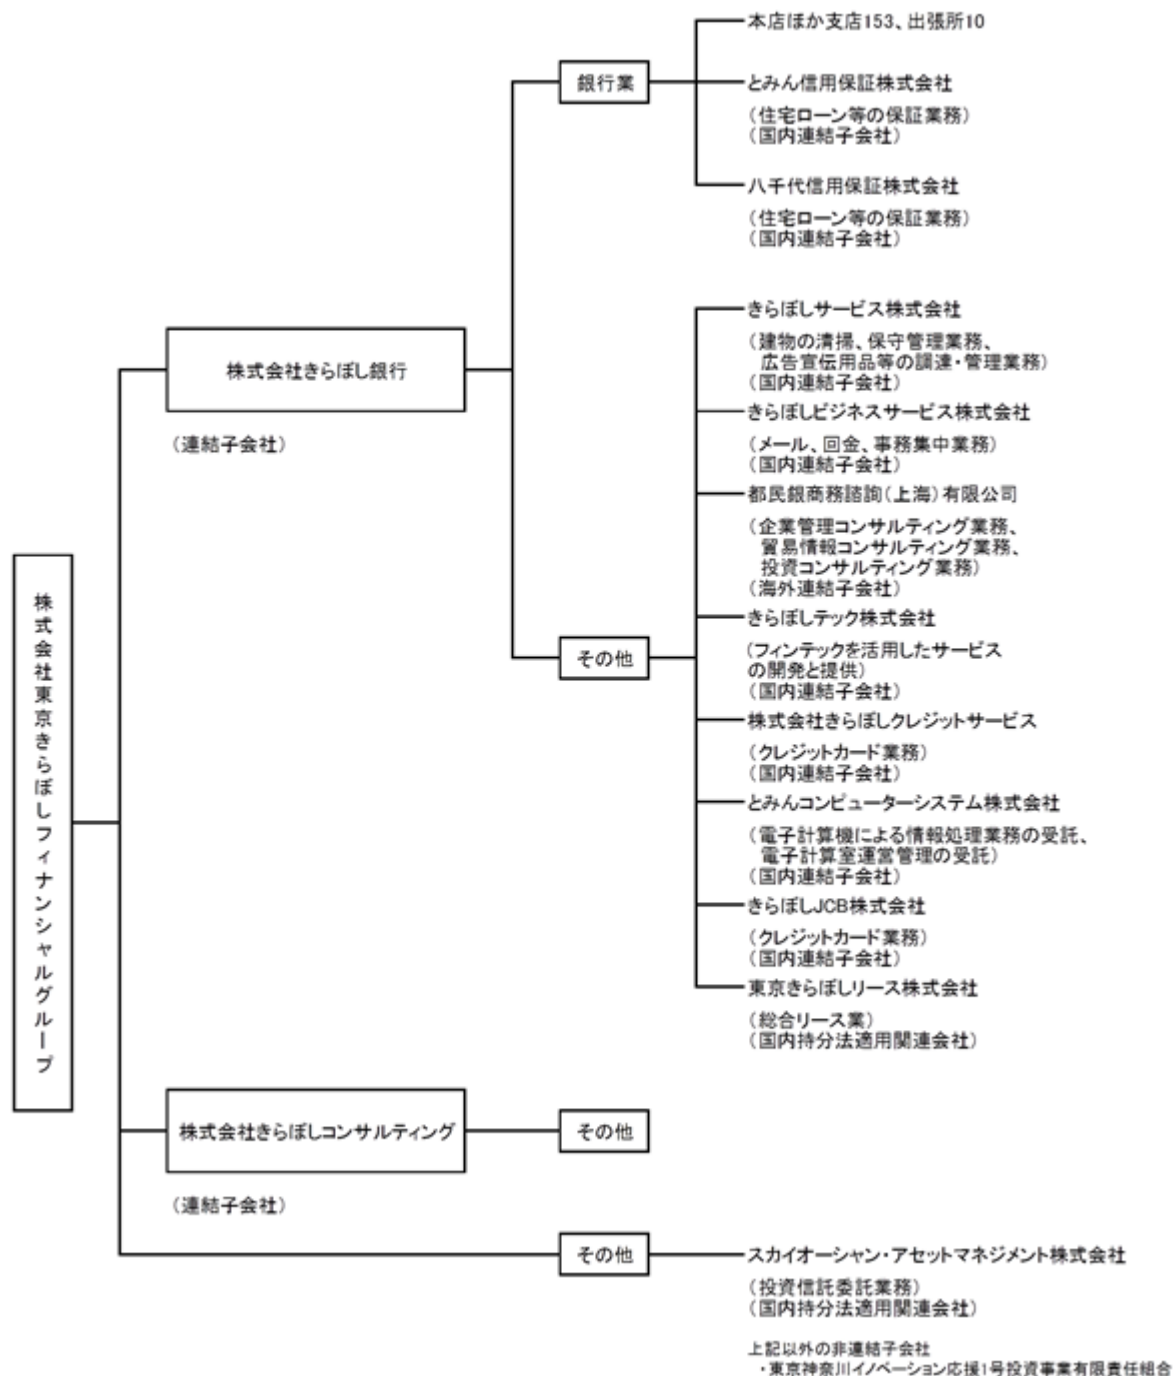 本店ほか支店153、出張所10
銀行業
とみん信用保証株式会社
(住宅ローン等の保証業務)
(国内連結子会社)
八千代信用保証株式会社
(住宅ローン等の保証業務)
(国内連結子会社)
株式会社きらぼし銀行
(連結子会社)
きらぼしサービス株式会社
(建物の清掃、保守管理業務、
広告宣伝用品等の調達・管理業務)
(国内連結子会社)
きらぼしビジネスサービス株式会社
(メール、回金、事務集中業務)
(国内連結子会社)
都民銀商務諮詢(上海)有限公司
(企業管理コンサルティング業務、
貿易情報コンサルティング業務、
投資コンサルティング業務)
(海外連結子会社)
きらぼしテック株式会社
(フィンテックを活用したサービス
の開発と提供)
(国内連結子会社)
その他
株式会社きらぼしクレジットサービス
(クレジットカード業務)
(国内連結子会社)
とみんコンピューターシステム株式会社
(電子計算機による情報処理業務の受託、
電子計算室運営管理の受託)
(国内連結子会社)
きらぼしJCB株式会社
(クレジットカード業務)
(国内連結子会社)
東京きらぼしリース株式会社
(総合リース業)
(国内持分法適用関連会社)
株式会社東京きらぼしフィナンシャルグループ
株式会社きらぼしコンサルティング
その他
(連結子会社)
その他
スカイオーシャン・アセットマネジメント株式会社
(投資信託委託業務)
(国内持分法適用関連会社)
上記以外の非連結子会社
・東京神奈川イノベーション応援1号投資事業有限責任組合